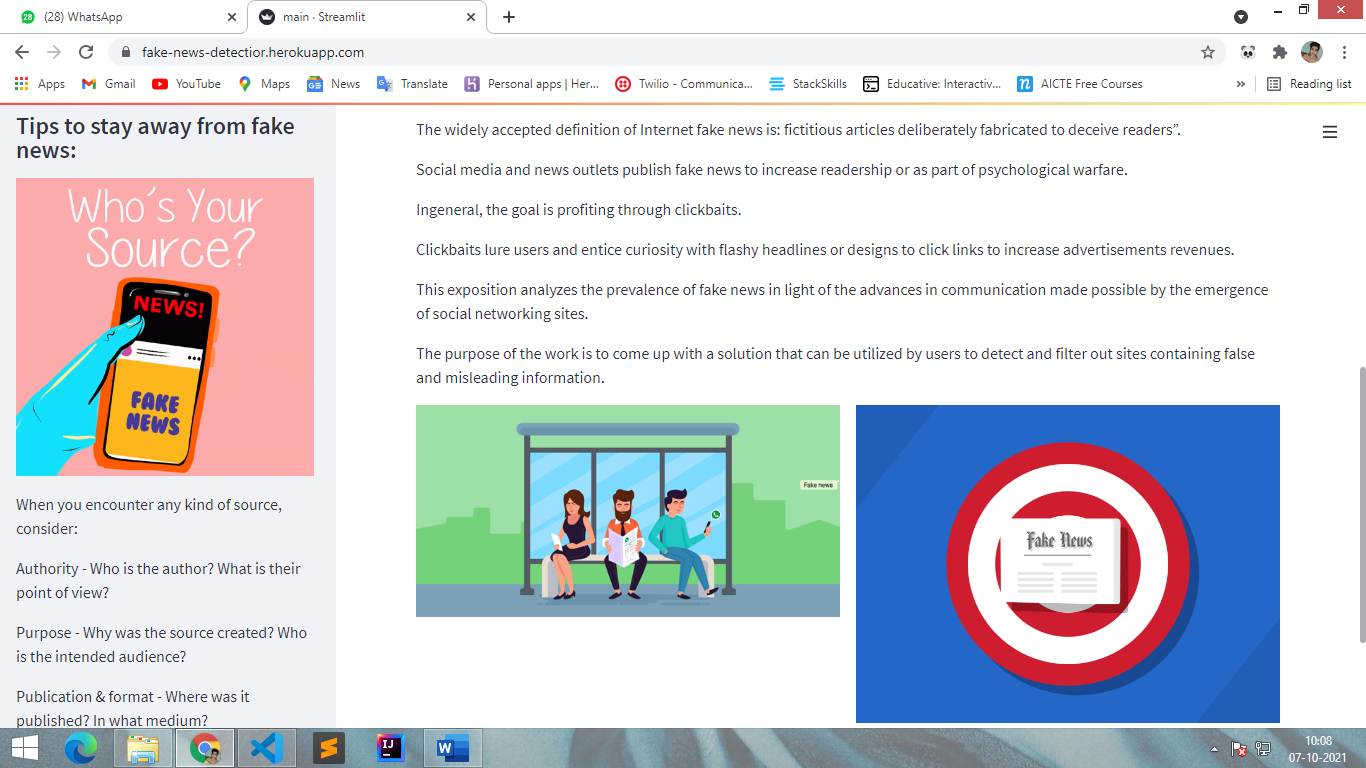 28
(28) WhatsApp
main · Streamlit
fake-news-detectior.herokuapp.com
Apps
Gmail
YouTube
Maps
News
Translate
Personal apps | Her...
Twilio - Communica...
StackSkills
Educative: Interactiv...
AICTE Free Courses
»
Reading list
Tips to stay away from fake
news:
Who's Your
Source?
NEWS!
FAKE
NEWS
When you encounter any kind of source,
consider:
Authority - Who is the author? What is their
point of view?
Purpose - Why was the source created? Who
is the intended audience?
Publication & format - Where was it
published? In what medium?
The widely accepted definition of Internet fake news is: fictitious articles deliberately fabricated to deceive readers”.
Social media and news outlets publish fake news to increase readership or as part of psychological warfare.
Ingeneral, the goal is profiting through clickbaits.
Clickbaits lure users and entice curiosity with flashy headlines or designs to click links to increase advertisements revenues.
This exposition analyzes the prevalence of fake news in light of the advances in communication made possible by the emergence
of social networking sites.
The purpose of the work is to come up with a solution that can be utilized by users to detect and filter out sites containing false
and misleading information.
Fake news
Fake News
IJ
W
10:08
07-10-2021